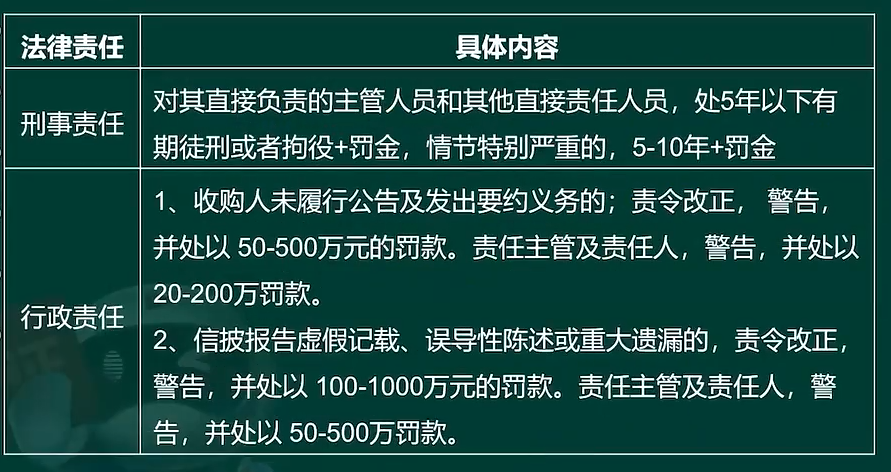 法律责任 具体内容
刑事责任
对其直接负责的主管人员和其他直接责任人员，处5年以下有
期徒刑或者拘役+罚金，情节特别严重的，5-10年+罚金
行政责任
1、收购人未履行公告及发出要约义务的；责令改正， 警告，
并处以 50-500万元的罚款。责任主管及责任人，警告，并处以
20-200万罚款。
2、信披报告虚假记载、误导性陈述或重大遗漏的，责令改正，
警告，并处以 100-1000万元的罚款。责任主管及责任人，警
告，并处以 50-500万罚款。